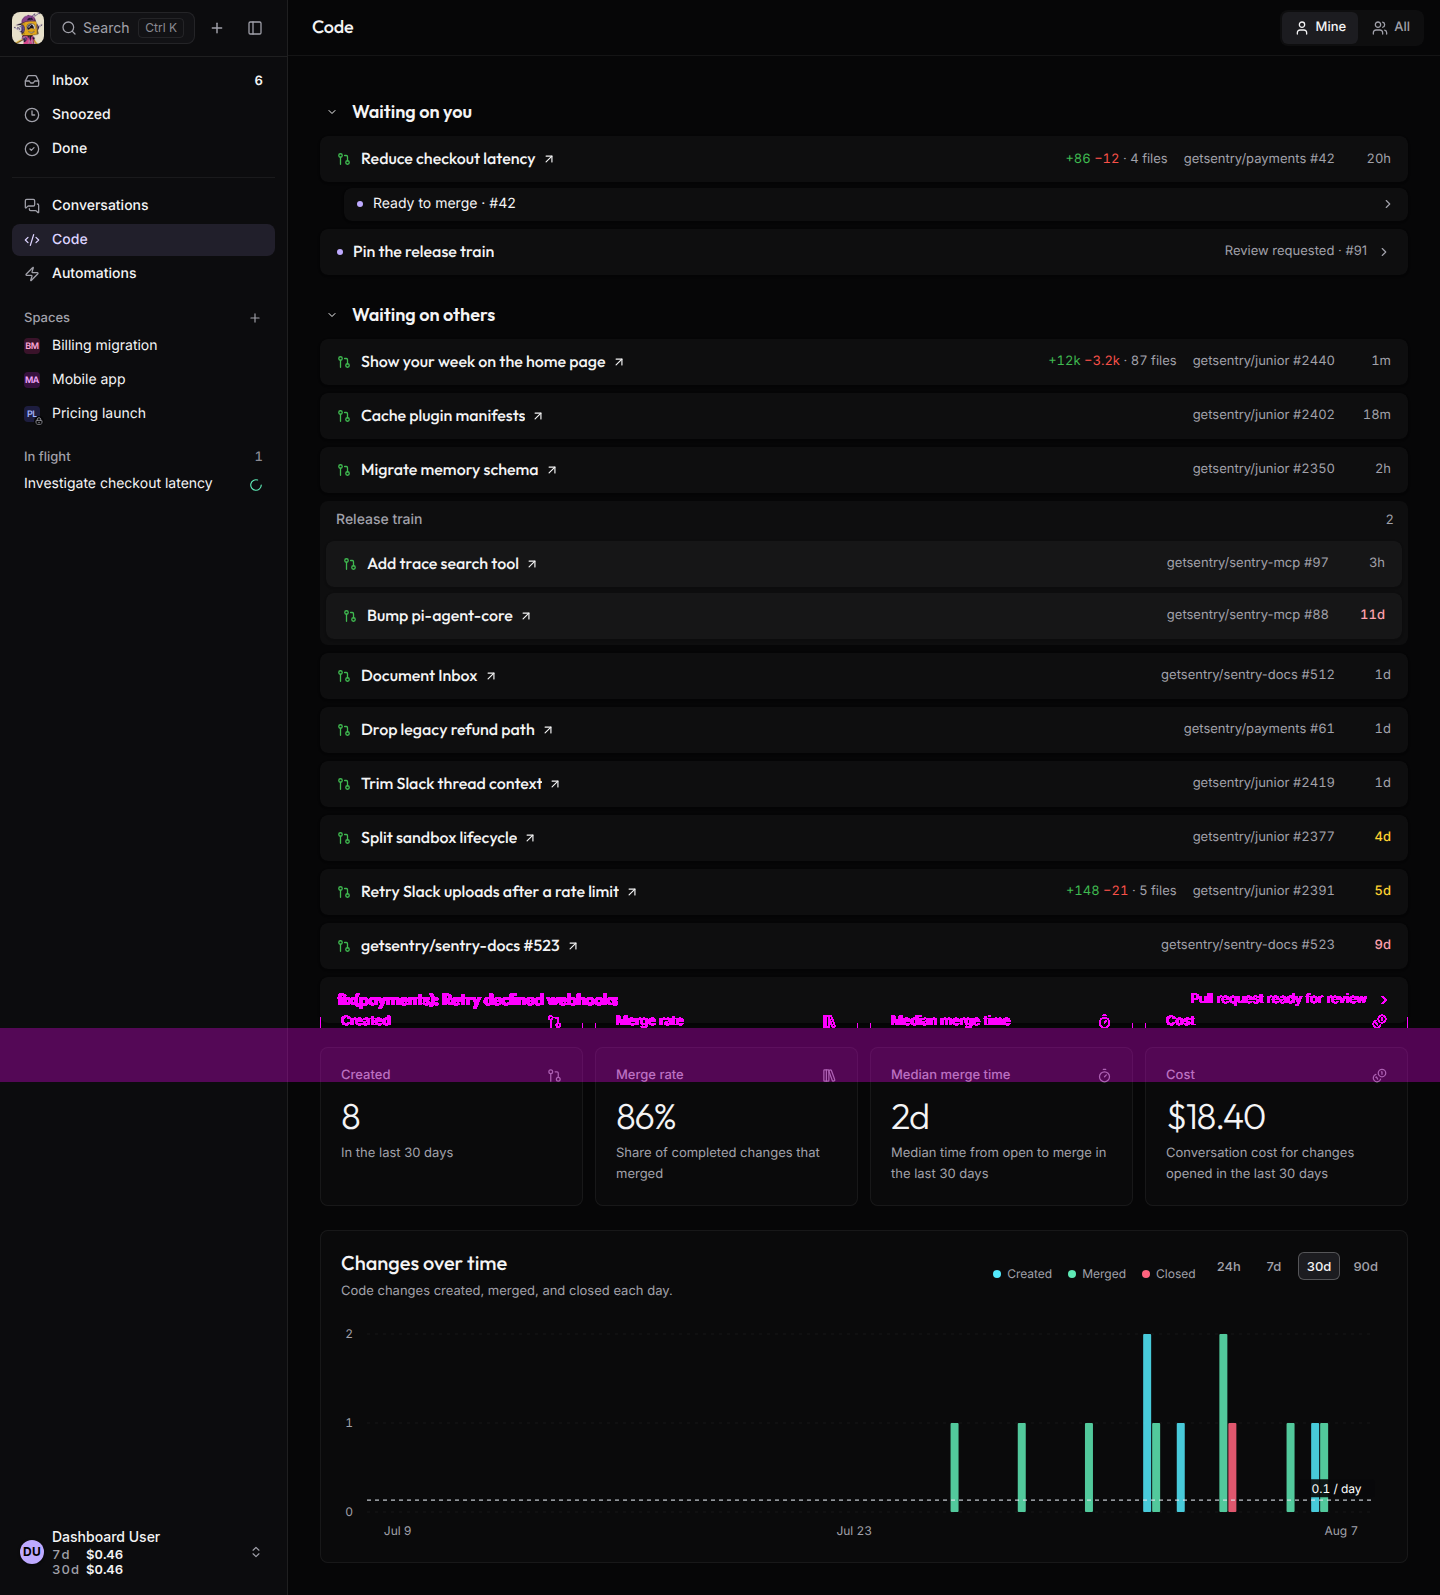 Search Ctrl K
Inbox 6
Snoozed
Done
Conversations
Code
Automations
Spaces
BM Billing migration
MA Mobile app
PL Pricing launch
In flight 1
Investigate checkout latency
Dashboard User
DU
7d $0.46
30d $0.46
Code
Mine All
Waiting on you
Reduce checkout latency +86 −12 · 4 files getsentry/payments #42 20h
Ready to merge · #42
Pin the release train Review requested · #91
Waiting on others
Show your week on the home page +12k −3.2k · 87 files getsentry/junior #2440 1m
Cache plugin manifests getsentry/junior #2402 18m
Migrate memory schema getsentry/junior #2350 2h
Release train 2
Add trace search tool getsentry/sentry-mcp #97 3h
Bump pi-agent-core getsentry/sentry-mcp #88 11d
Document Inbox getsentry/sentry-docs #512 1d
Drop legacy refund path getsentry/payments #61 1d
Trim Slack thread context getsentry/junior #2419 1d
Split sandbox lifecycle getsentry/junior #2377 4d
Retry Slack uploads after a rate limit +148 −21 · 5 files getsentry/junior #2391 5d
getsentry/sentry-docs #523 getsentry/sentry-docs #523 9d
fix(payments): Retry declined webhooks Pull request ready for review
Created Merge rate Median merge time Cost
Created Merge rate Median merge time Cost
8 86% 2d $18.40
In the last 30 days Share of completed changes that Median time from open to merge in Conversation cost for changes
merged the last 30 days opened in the last 30 days
Changes over time
Code changes created, merged, and closed each day.
Created Merged Closed 24h 7d 30d 90d
2
1
0.1 / day
0
Jul 9 Jul 23 Aug 7